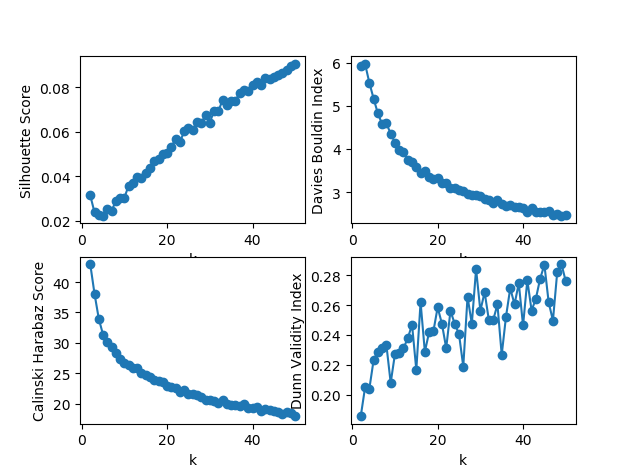 Silhouette Score
0.08
0.06
0.04
0.02
0 20 40
k
Davies Bouldin Index
6
5
4
3
0 20 40
k
Calinski Harabaz Score
40
35
30
25
20
0 20 40
k
Dunn Validity Index
0.28
0.26
0.24
0.22
0.20
0 20 40
k